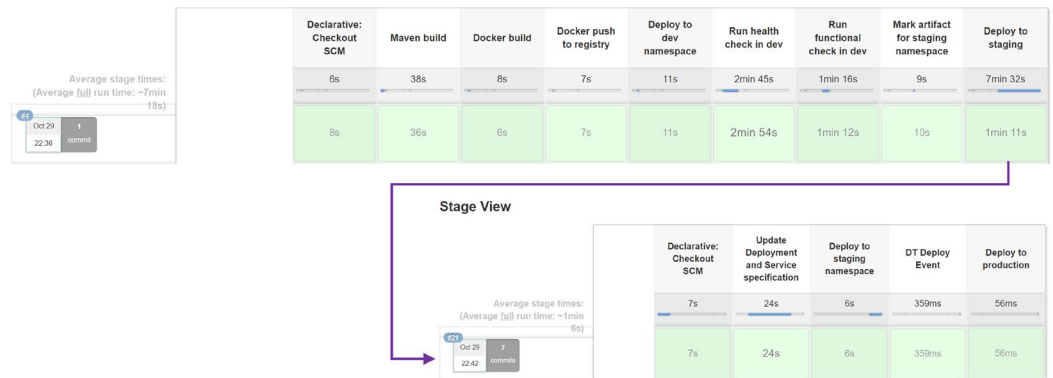 Declarative:
Checkout
SCM
Maven build
Docker build
Docker push
to registry
Deploy to
dev
namespace
Run health
check in dev
Run
functional
check in dev
Mark artifact
for staging
namespace
Deploy to
staging
Average stage times:
(Average full run time: ~7min
18s)
6s
38s
8s
7s
11s
2min 45s
1min 16s
9s
7min 32s
#4
Oct 29
22:36
1
commit
8s
36s
6s
7s
11s
2min 54s
1min 12s
10s
1min 11s
Stage View
Declarative:
Checkout
SCM
Update
Deployment
and Service
specification
Deploy to
staging
namespace
DT Deploy
Event
Deploy to
production
Average stage times:
(Average full run time: ~1min
6s)
7s
24s
6s
359ms
56ms
#21
Oct 29
22:42
7
commits
7s
24s
6s
359ms
56ms